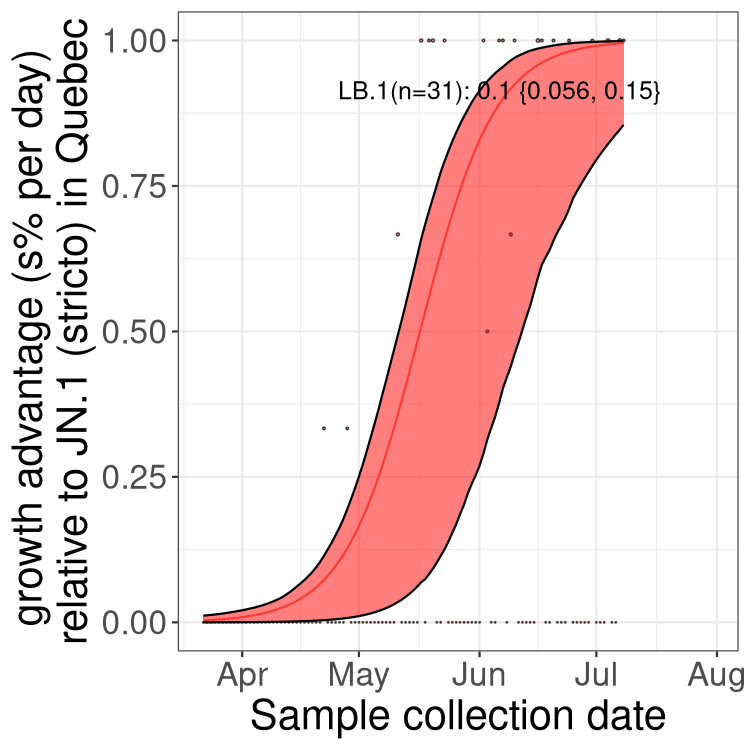 growth advantage (s% per day)
relative to JN.1 (stricto) in Quebec
1.00
0.75
0.50
0.25
0.00
LB.1(n=31): 0.1 {0.056, 0.15}
Apr May Jun Jul Aug
Sample collection date